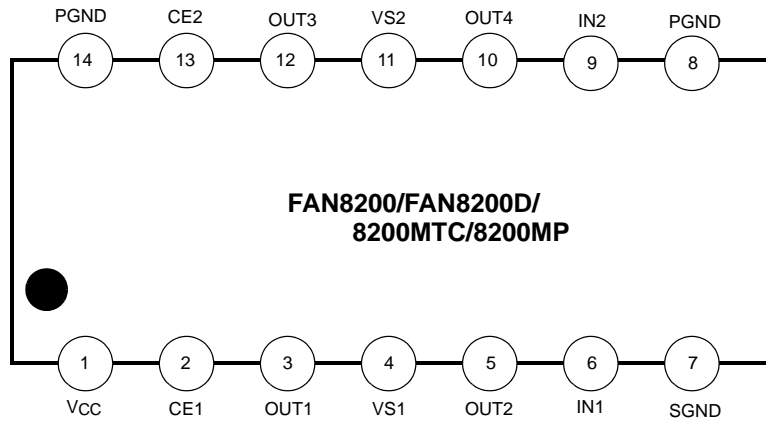 PGND CE2 OUT3 VS2 OUT4 IN2 PGND
14 13 12 11 10 9 8
FAN8200/FAN8200D/
8200MTC/8200MP
1 2 3 4 5 6 7
VCC CE1 OUT1 VS1 OUT2 IN1 SGND